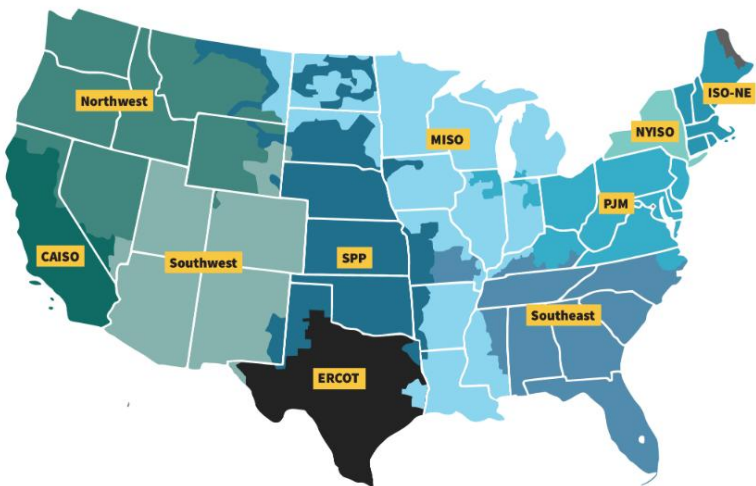 Northwest
MISO
ISO-NE
NYISO
PJM
CAISO
Southwest
SPP
Southeast
ERCOT